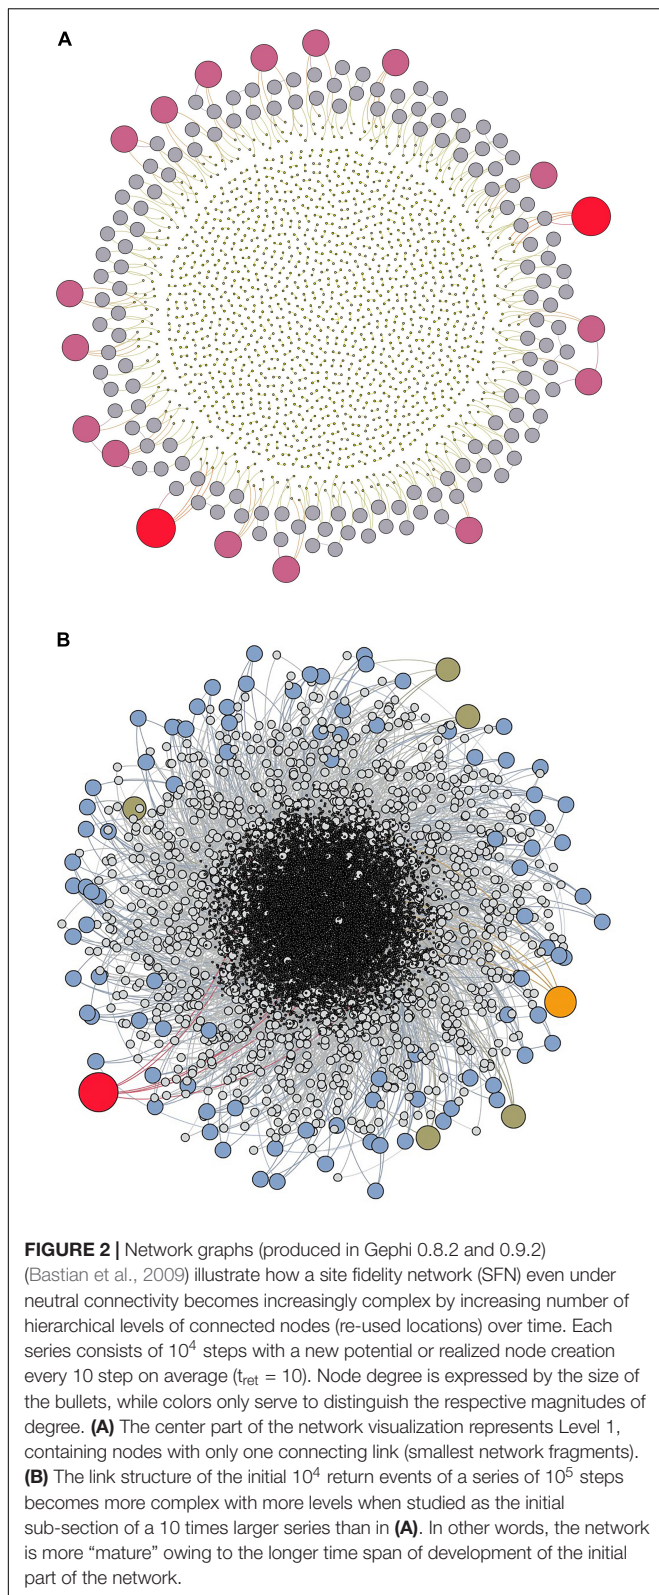 A
B
FIGURE 2 | Network graphs (produced in Gephi 0.8.2 and 0.9.2)
(Bastian et al., 2009) illustrate how a site fidelity network (SFN) even under
neutral connectivity becomes increasingly complex by increasing number of
hierarchical levels of connected nodes (re-used locations) over time. Each
series consists of 10⁴ steps with a new potential or realized node creation
every 10 step on average (tret = 10). Node degree is expressed by the size of
the bullets, while colors only serve to distinguish the respective magnitudes of
degree. (A) The center part of the network visualization represents Level 1,
containing nodes with only one connecting link (smallest network fragments).
(B) The link structure of the initial 10⁴ return events of a series of 10⁵ steps
becomes more complex with more levels when studied as the initial
sub-section of a 10 times larger series than in (A). In other words, the network
is more “mature” owing to the longer time span of development of the initial
part of the network.